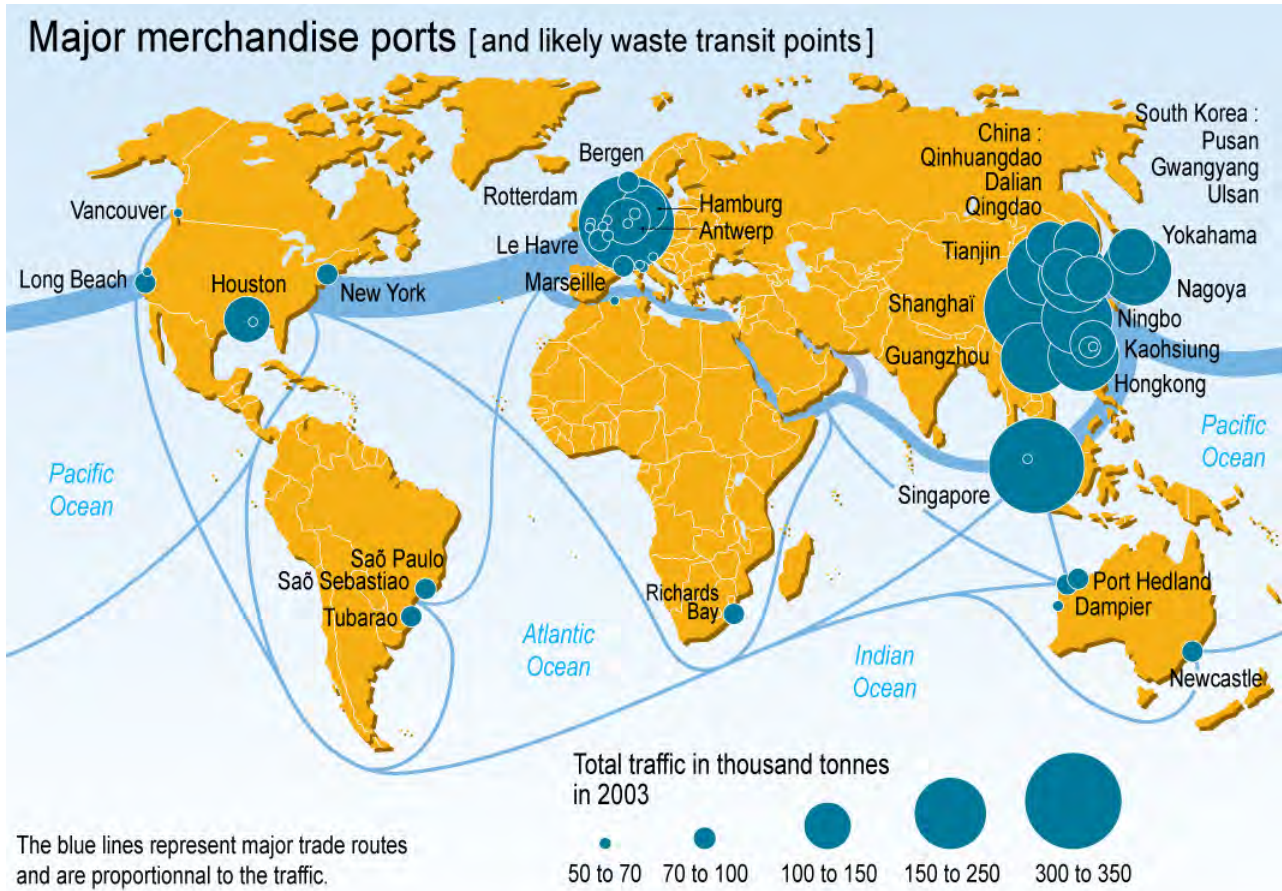 Major merchandise ports [and likely waste transit points]
South Korea :
Pusan
Gwangyang
Ulsan
China :
Qinhuangdao
Dalian
Qingdao
Bergen
Rotterdam
Hamburg
Antwerp
Vancouver
Le Havre
Tianjin
Yokahama
Long Beach
Houston
New York
Marseille
Nagoya
Shanghaï
Ningbo
Guangzhou
Kaohsiung
Hongkong
Pacific
Ocean
Pacific
Ocean
Singapore
Saõ Paulo
Saõ Sebastiao
Tubarao
Richards
Bay
Port Hedland
Dampier
Atlantic
Ocean
Indian
Ocean
Newcastle
Total traffic in thousand tonnes
in 2003
The blue lines represent major trade routes
and are proportionnal to the traffic.
50 to 70
70 to 100
100 to 150
150 to 250
300 to 350